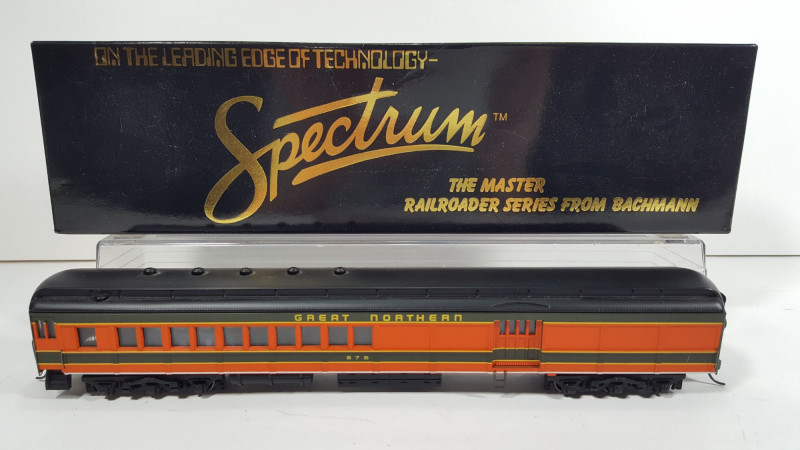 ON THE LEADING EDGE OF TECHNOLOGY-
Spectrum™
THE MASTER
RAILROADER SERIES FROM BACHMANN
GREAT NORTHERN